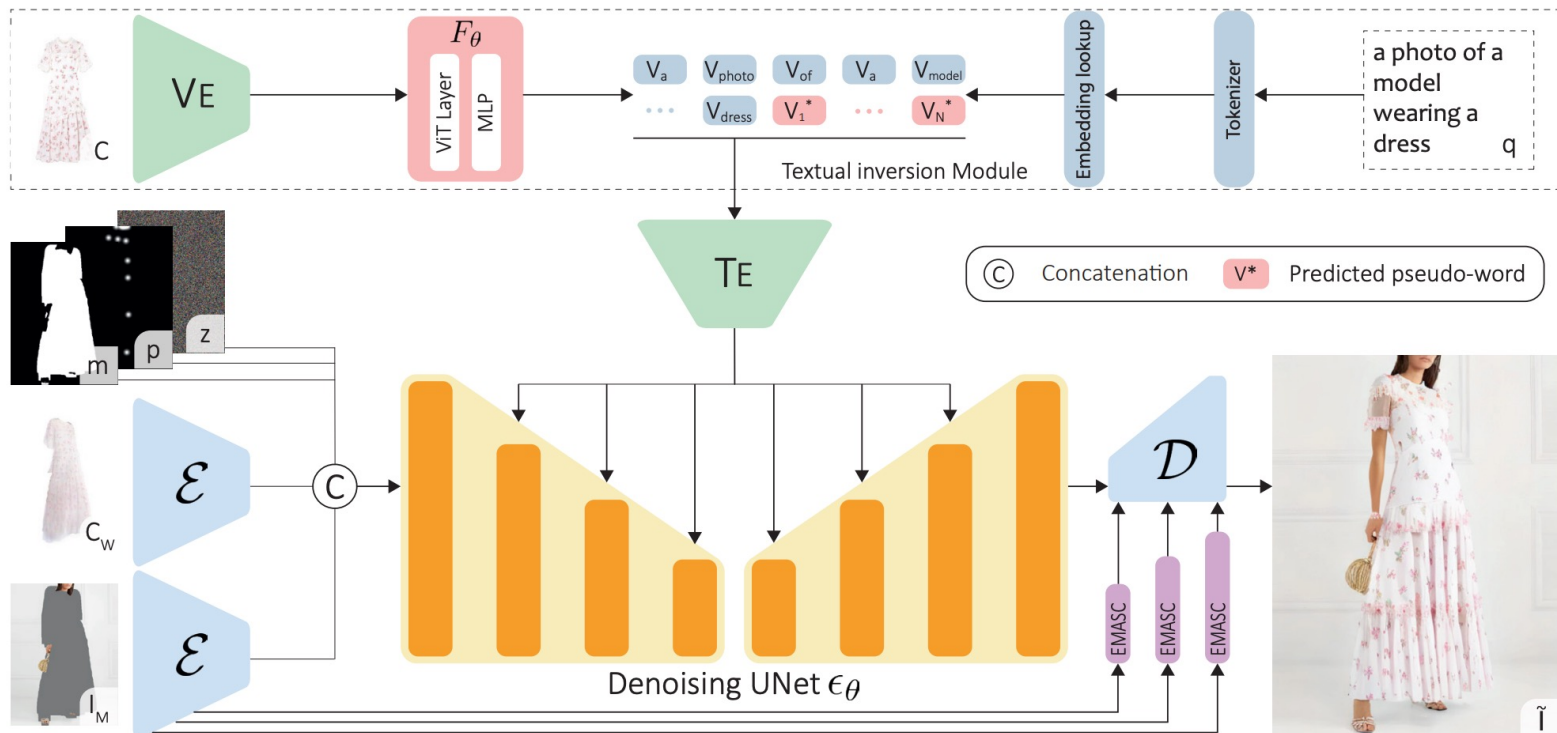 C
VE
Fθ
ViT Layer
MLP
Va Vphoto Vof Va Vmodel
... Vdress V1* ... VN*
Textual inversion Module
Embedding lookup
Tokenizer
a photo of a
model
wearing a
dress q
TE
C Concatenation V* Predicted pseudo-word
m
p
z
CW
ℰ
IM
ℰ
C
Denoising UNet ϵθ
𝒟
EMASC
EMASC
EMASC
Ĩ